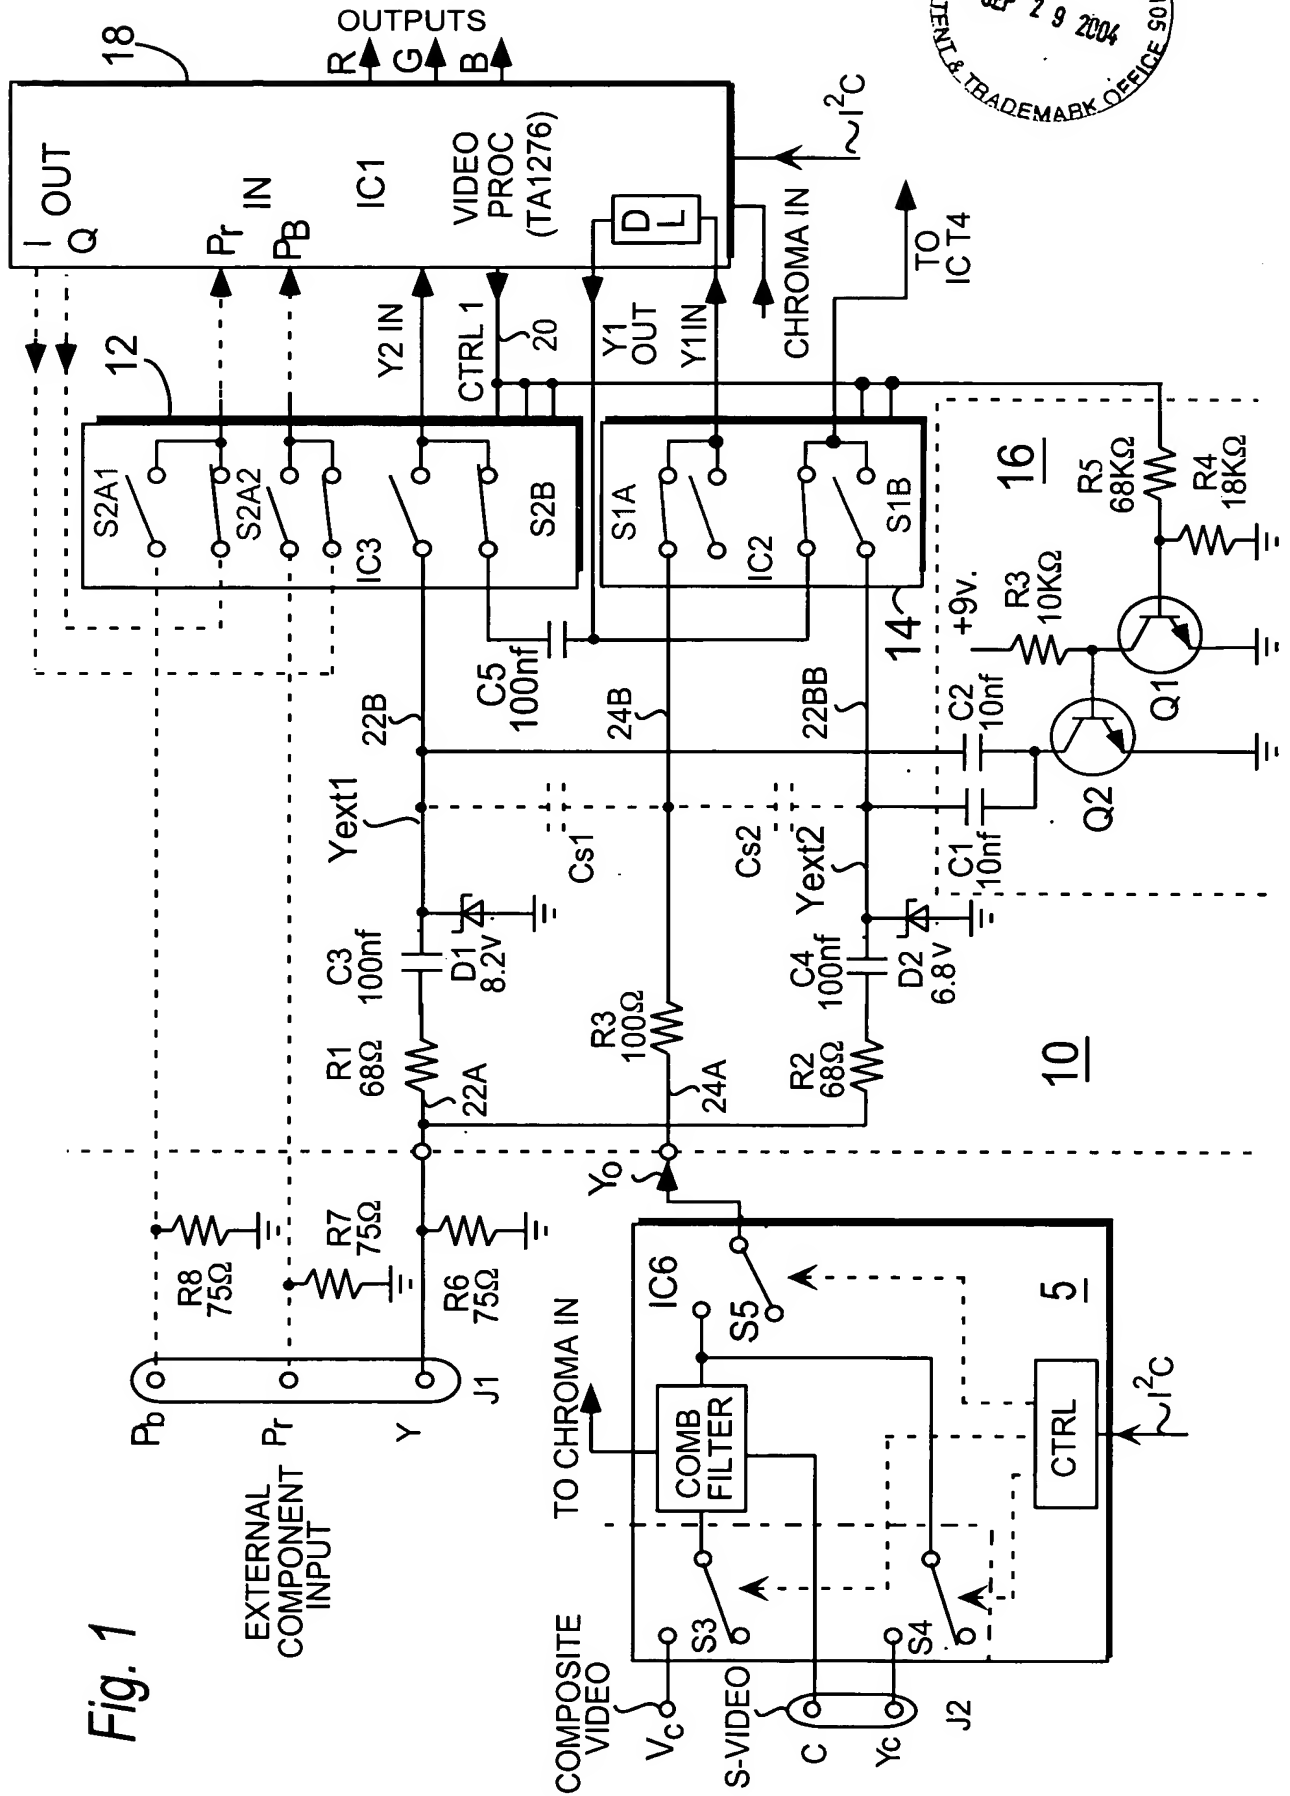 Fig. 1
EXTERNAL
COMPONENT
INPUT
Pb
Pr
Y
J1
R8
75Ω
R7
75Ω
R6
75Ω
COMPOSITE
VIDEO
Vc
S-VIDEO
C
Yc
J2
TO CHROMA IN
COMB
FILTER
S3
S4
S5
IC6
CTRL
5
I²C
Yo
22A
24A
R1
68Ω
R3
100Ω
R2
68Ω
10
C3
100nf
D1
8.2V
C4
100nf
D2
6.8V
Yext1
Cs1
Cs2
Yext2
22B
24B
22BB
C5
100nf
C1
10nf
C2
10nf
Q2
Q1
+9v.
R3
10KΩ
R5
68KΩ
R4
18KΩ
16
14
12
S2A1
S2A2
IC3
S2B
S1A
IC2
S1B
Y2 IN
CTRL 1
20
Y1
OUT
Y1IN
CHROMA IN
TO
IC T4
I²C
18
I
Q
OUT
Pr
PB
IN
IC1
VIDEO
PROC
(TA1276)
D
L
OUTPUTS
R
G
B
SEP 29 2004
TENT & TRADEMARK OFFICE